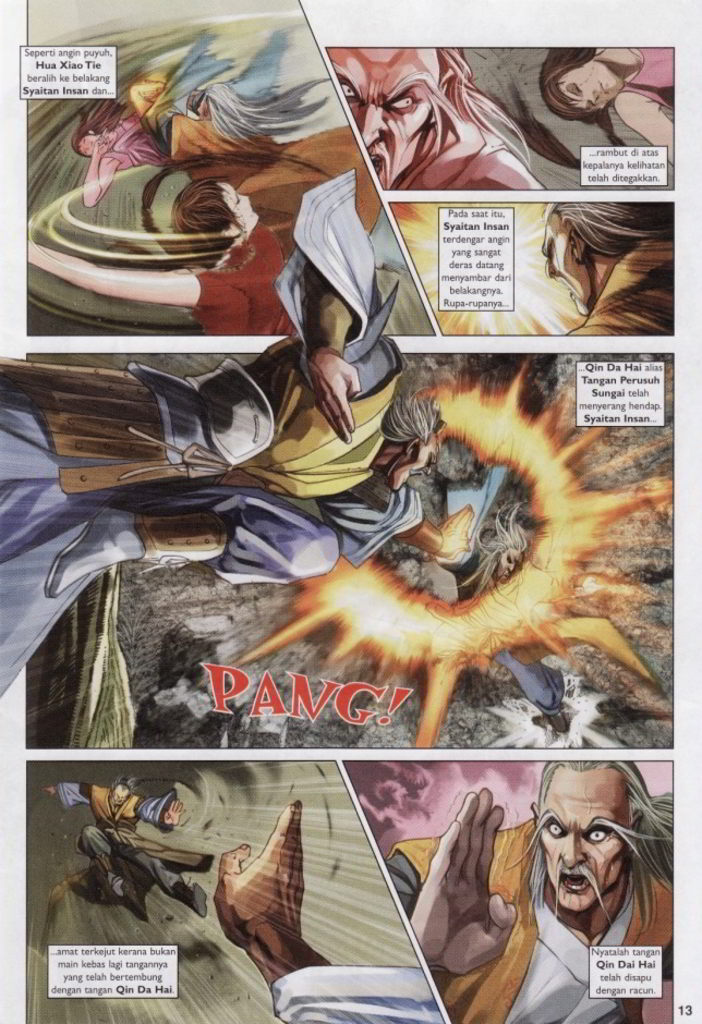 Seperti angin puyuh,
Hua Xiao Tie
beralih ke belakang
Syaitan Insan dan...
...rambut di atas
kepalanya kelihatan
telah ditegakkan.
Pada saat itu,
Syaitan Insan
terdengar angin
yang sangat
deras datang
menyambar dari
belakangnya.
Rupa-rupanya...
...Qin Da Hai alias
Tangan Perusuh
Sungai telah
menyerang hendap.
Syaitan Insan...
PANG!
...amat terkejut kerana bukan
main kebas lagi tangannya
yang telah bertembung
dengan tangan Qin Da Hai.
Nyatalah tangan
Qin Dai Hai
telah disapu
dengan racun.
13